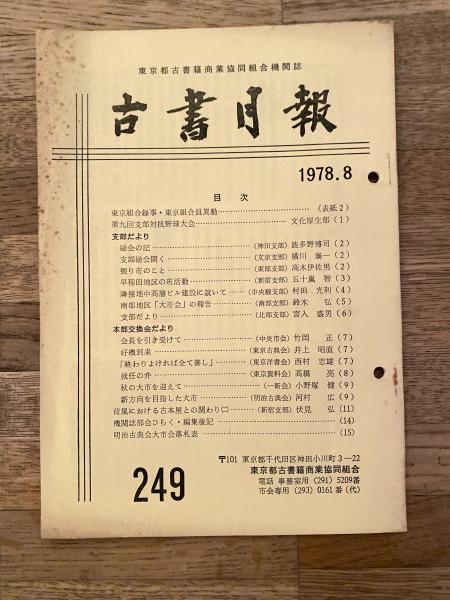 東京都古書籍商業協同組合機関誌
古書月報
1978.8
目次
東京組合録事・東京組合員異動……(表紙2)
第九回支部対抗野球大会……文化厚生部(1)
支部だより
総会の記……(神田支部)波多野博司(2)
支部総会開く……(文京支部)横川泰一(2)
振り市のこと……(東部支部)高木伊佐男(2)
早稲田地区の班活動……(新宿支部)五十嵐智(3)
隣接地中高層ビル建設に就いて……(中央線支部)村田光利(4)
南部地区「大市会」の報告……(南部支部)鈴木弘(5)
支部だより……(北部支部)宮入盛男(6)
本部交換会だより
会長を引き受けて……(中央市会)竹岡正(7)
好機到来……(東京古典会)井上昭直(7)
「終わりよければ全て善し」……(東京洋書会)西村忠雄(7)
就任の弁……(東京資料会)高橋亮(8)
秋の大市を迎えて……(一新会)小野塚健(9)
新方向を目指した大市……(明治古典会)河村広(9)
荷風における古本屋との関わり㈡……(新宿支部)伏見弘(11)
機関誌部会ひらく・編集後記……(14)
明治古典会大市会落札表……(15)
〒101 東京都千代田区神田小川町3—22
東京都古書籍商業協同組合
電話 事務室用(291)5209番
市会専用(293)0161番(代)
249